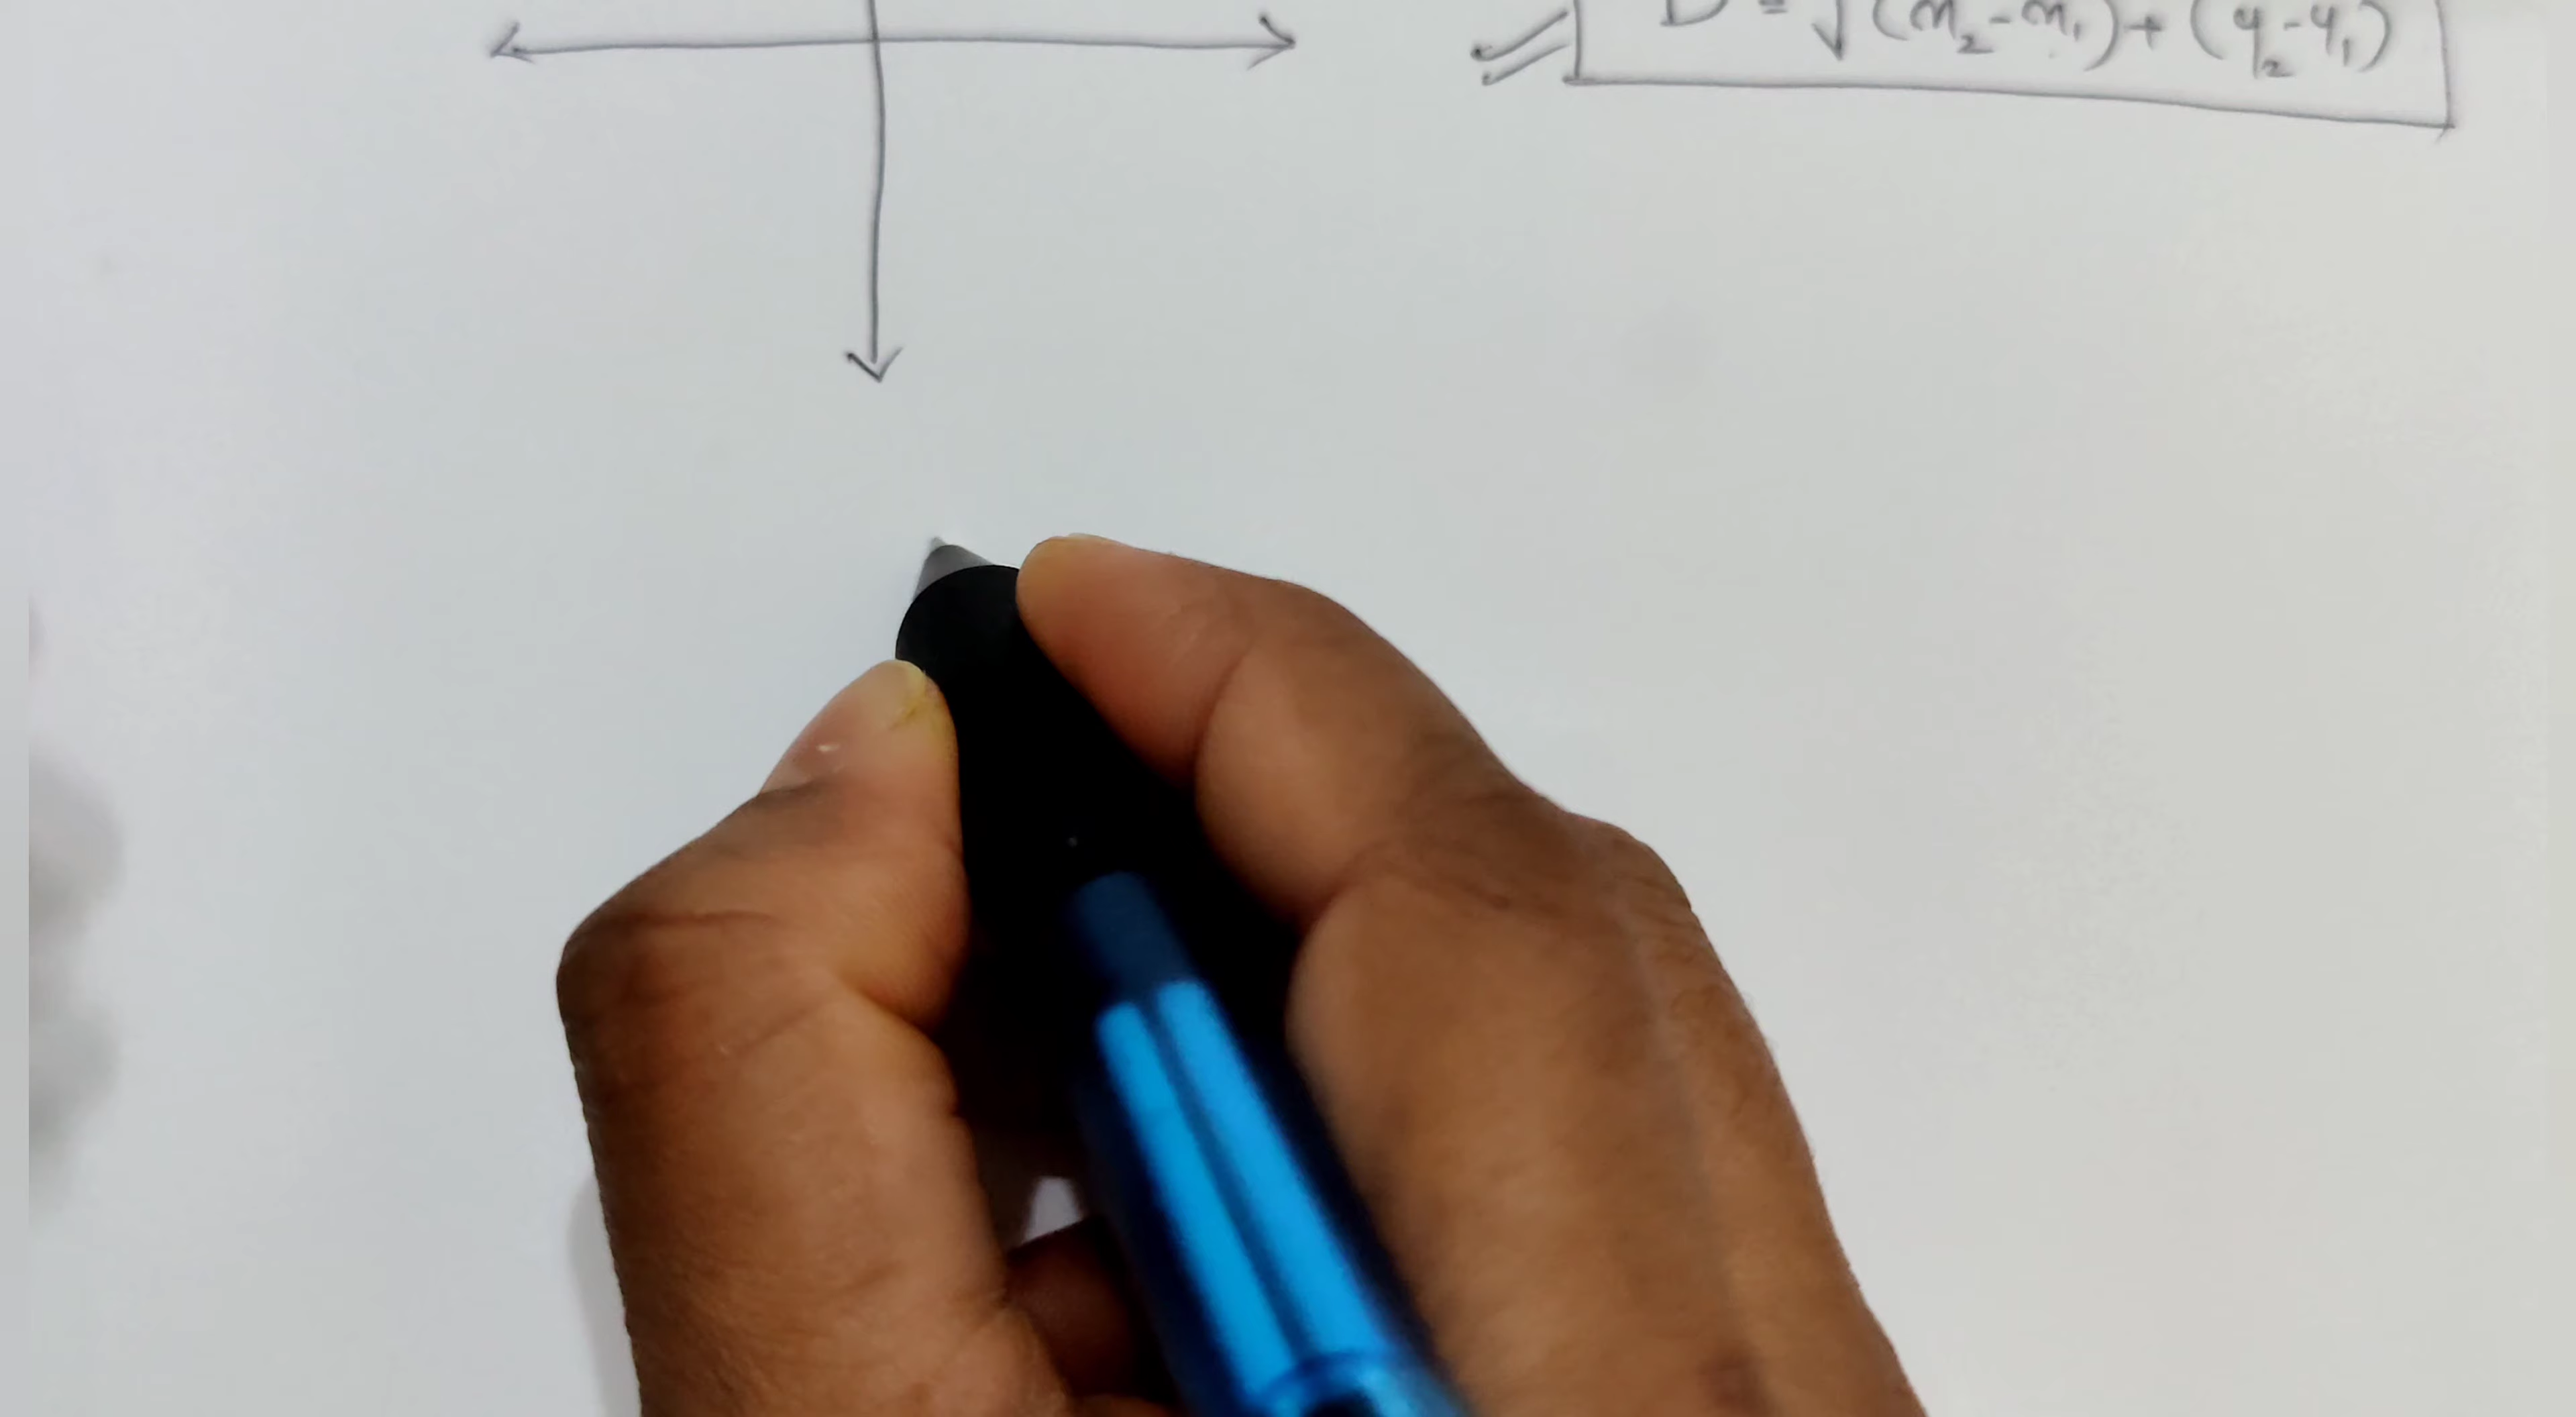 D = √(x₂-x₁)+(y₂-y₁)